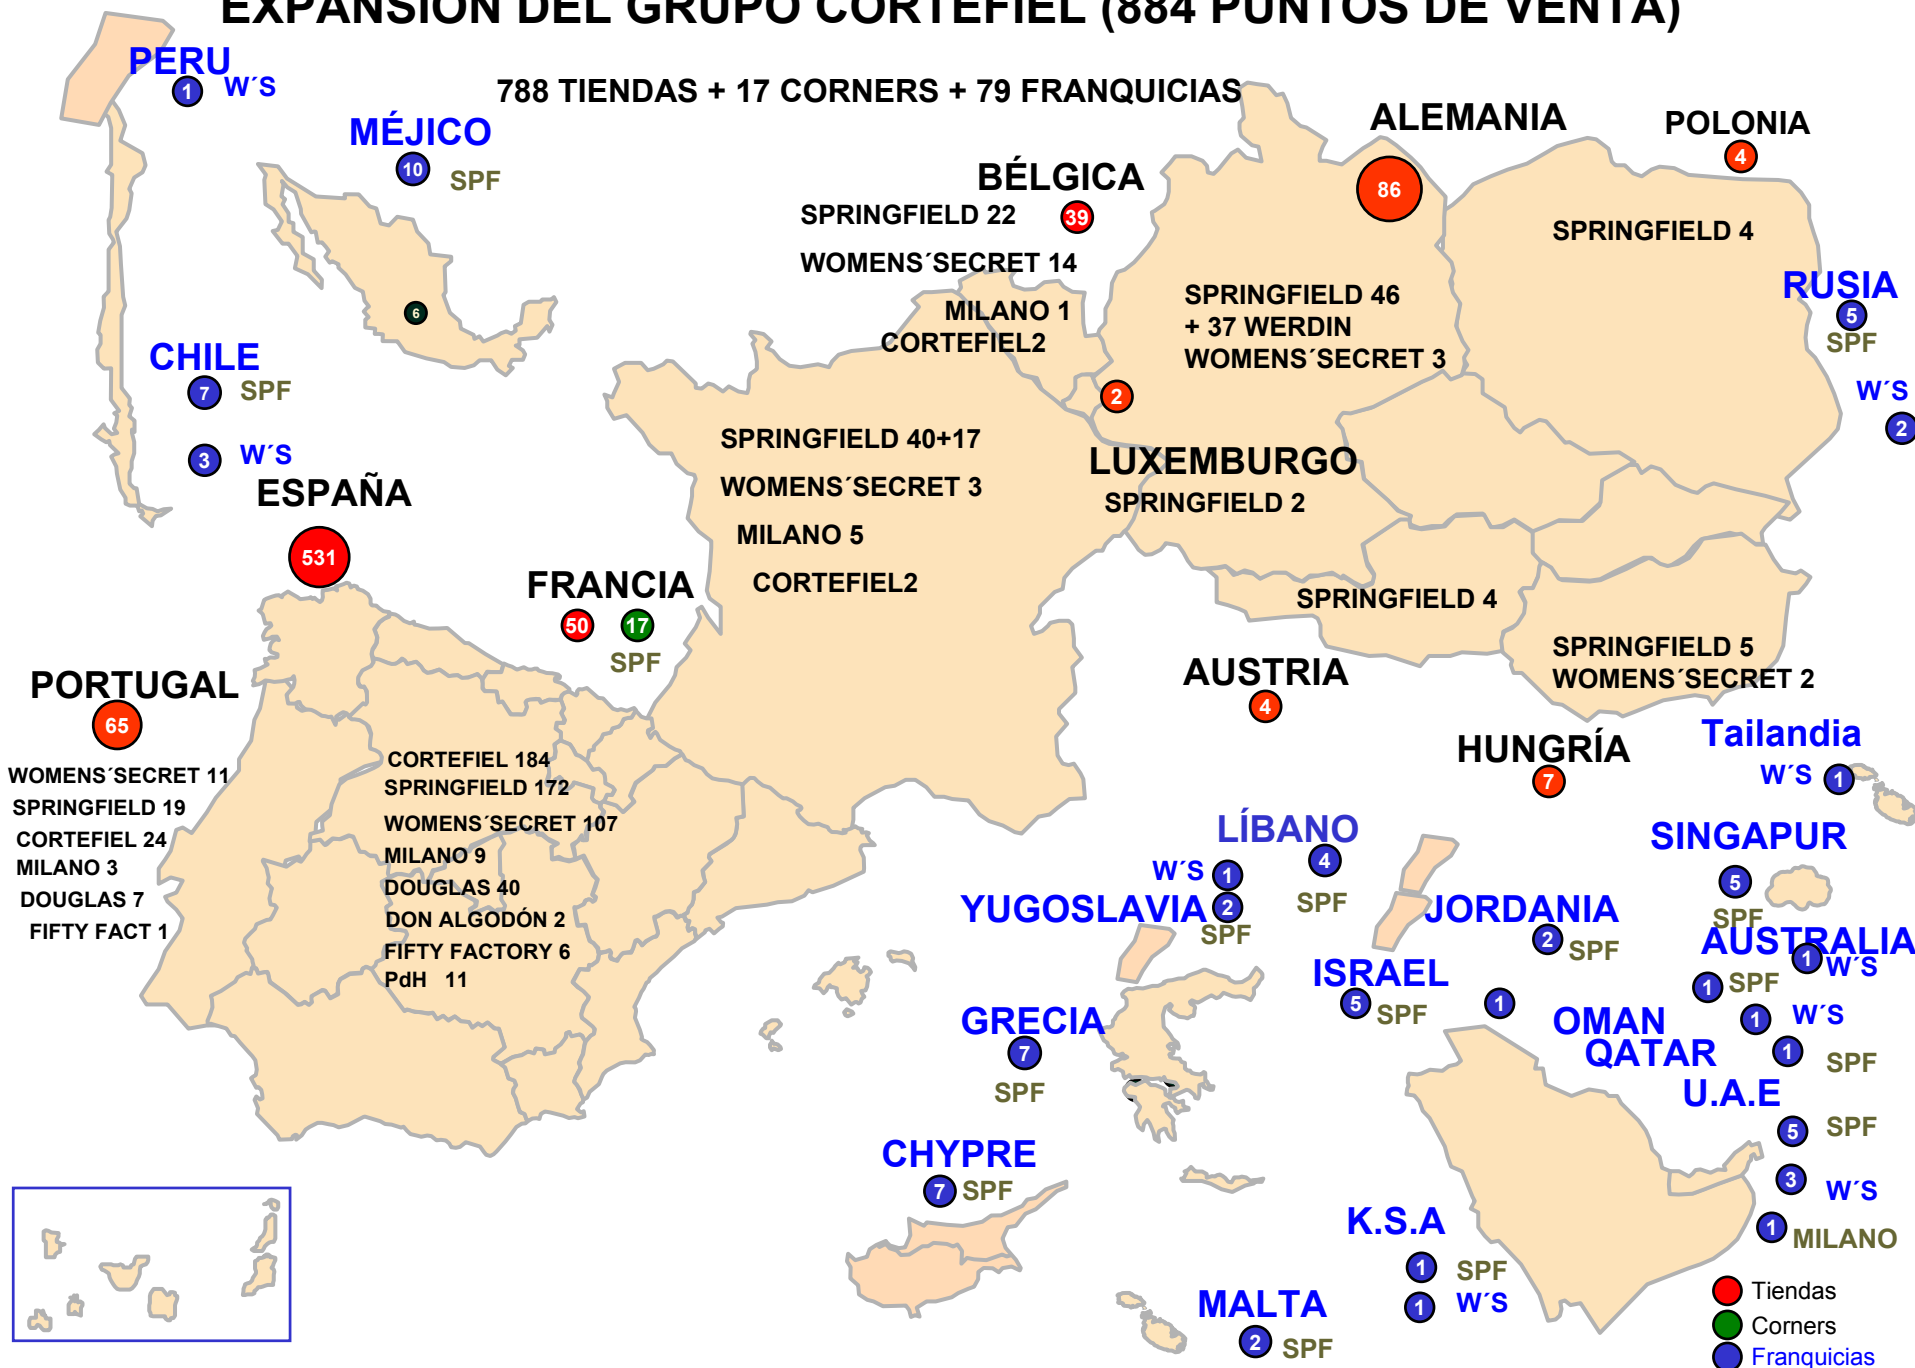 EXPANSIÓN DEL GRUPO CORTEFIEL (884 PUNTOS DE VENTA)
788 TIENDAS + 17 CORNERS + 79 FRANQUICIAS
PERU
1 W´S
MÉJICO
10 SPF
6
CHILE
7 SPF
3 W´S
ESPAÑA
531
CORTEFIEL 184
SPRINGFIELD 172
WOMENS´SECRET 107
MILANO 9
DOUGLAS 40
DON ALGODÓN 2
FIFTY FACTORY 6
PdH 11
PORTUGAL
65
WOMENS´SECRET 11
SPRINGFIELD 19
CORTEFIEL 24
MILANO 3
DOUGLAS 7
FIFTY FACT 1
FRANCIA
50 17
SPF
SPRINGFIELD 40+17
WOMENS´SECRET 3
MILANO 5
CORTEFIEL2
BÉLGICA
39
SPRINGFIELD 22
WOMENS´SECRET 14
MILANO 1
CORTEFIEL2
ALEMANIA
86
SPRINGFIELD 46
+ 37 WERDIN
WOMENS´SECRET 3
2
LUXEMBURGO
SPRINGFIELD 2
POLONIA
4
SPRINGFIELD 4
RUSIA
5
SPF
W´S
2
SPRINGFIELD 4
AUSTRIA
4
SPRINGFIELD 5
WOMENS´SECRET 2
HUNGRÍA
7
Tailandia
W´S 1
SINGAPUR
5
SPF
AUSTRALIA
1 W´S
1 SPF
LÍBANO
4
SPF
W´S 1
YUGOSLAVIA 2
SPF
JORDANIA
2 SPF
ISRAEL
5 SPF
1
OMAN
1 W´S
QATAR
1 SPF
U.A.E
5 SPF
3 W´S
1 MILANO
GRECIA
7
SPF
CHYPRE
7 SPF
K.S.A
1 SPF
1 W´S
MALTA
2 SPF
Tiendas
Corners
Franquicias